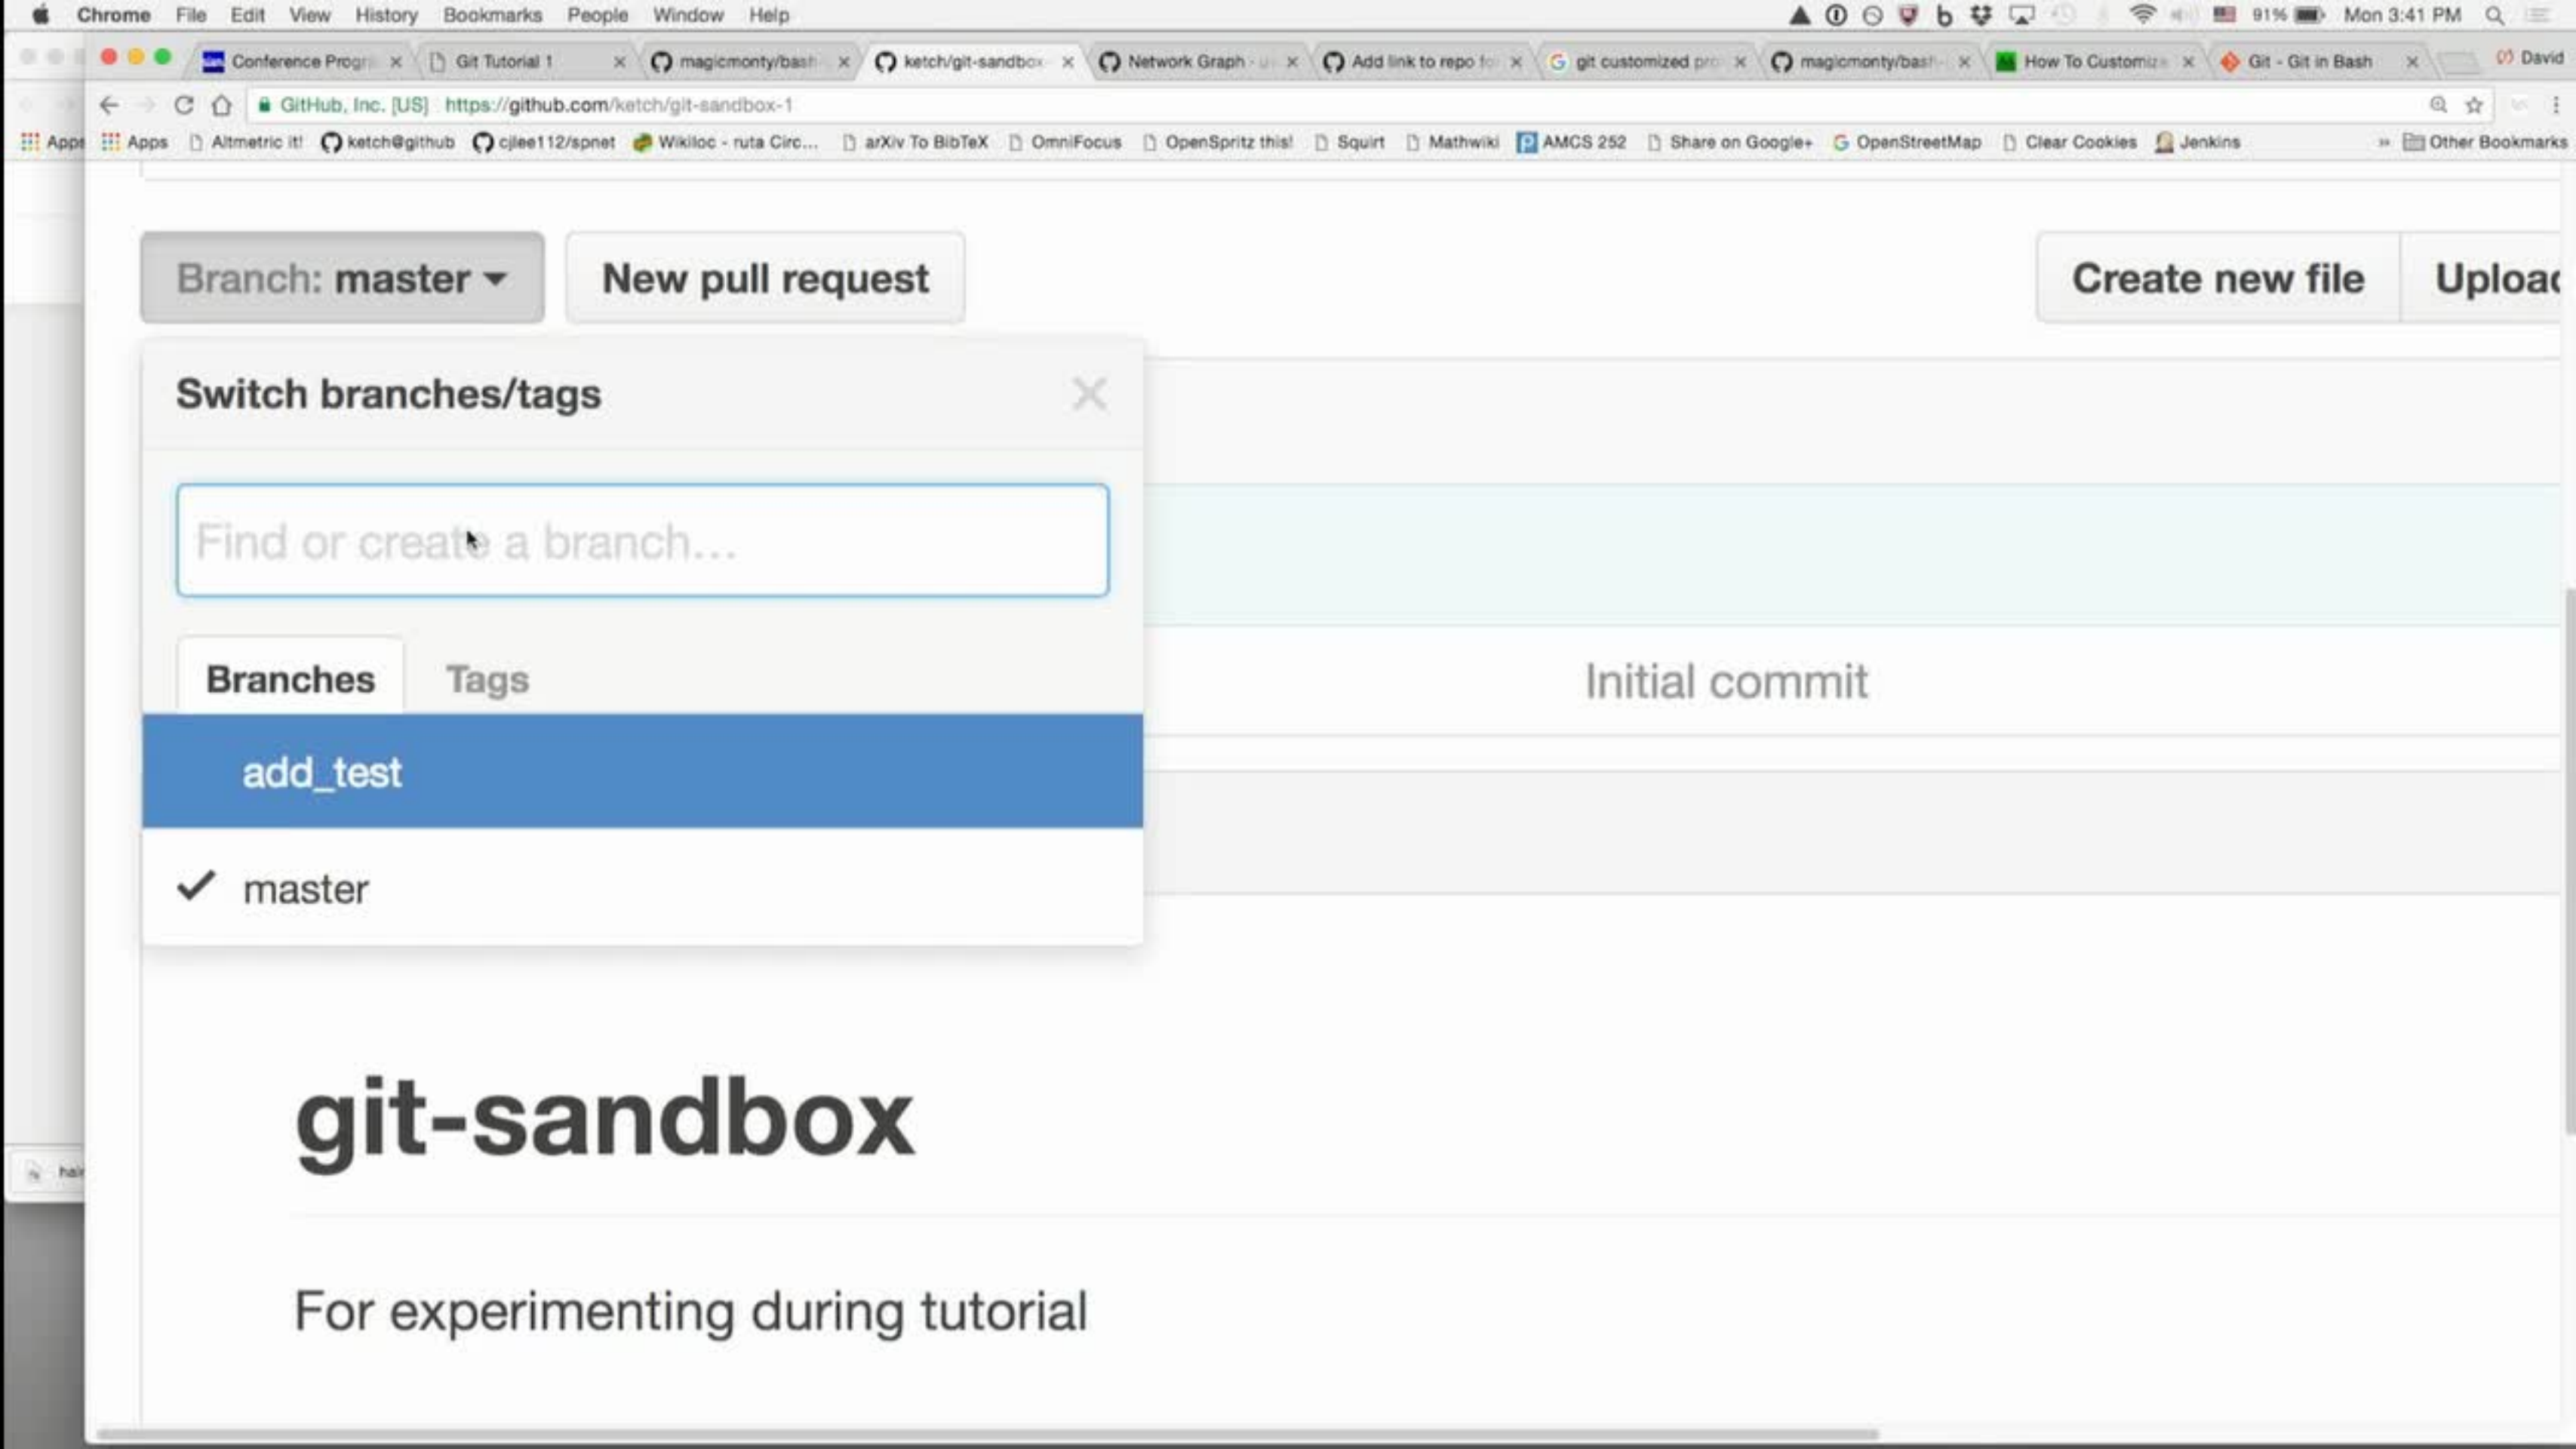 Chrome File Edit View History Bookmarks People Window Help 91% Mon 3:41 PM
Conference Progr Git Tutorial 1 magicmonty/bash ketch/git-sandbox Network Graph Add link to repo fo git customized pro magicmonty/bash How To Customiz Git - Git in Bash David
GitHub, Inc. [US] https://github.com/ketch/git-sandbox-1
Apps Apps Altmetric it! ketch@github cjlee112/spnet Wikiloc - ruta Circ... arXiv To BibTeX OmniFocus OpenSpritz this! Squirt Mathwiki AMCS 252 Share on Google+ OpenStreetMap Clear Cookies Jenkins » Other Bookmarks
Branch: master New pull request Create new file Upload
Switch branches/tags
Find or create a branch...
Branches Tags
Initial commit
add_test
master
git-sandbox
For experimenting during tutorial